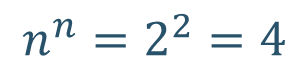 nⁿ = 2² = 4